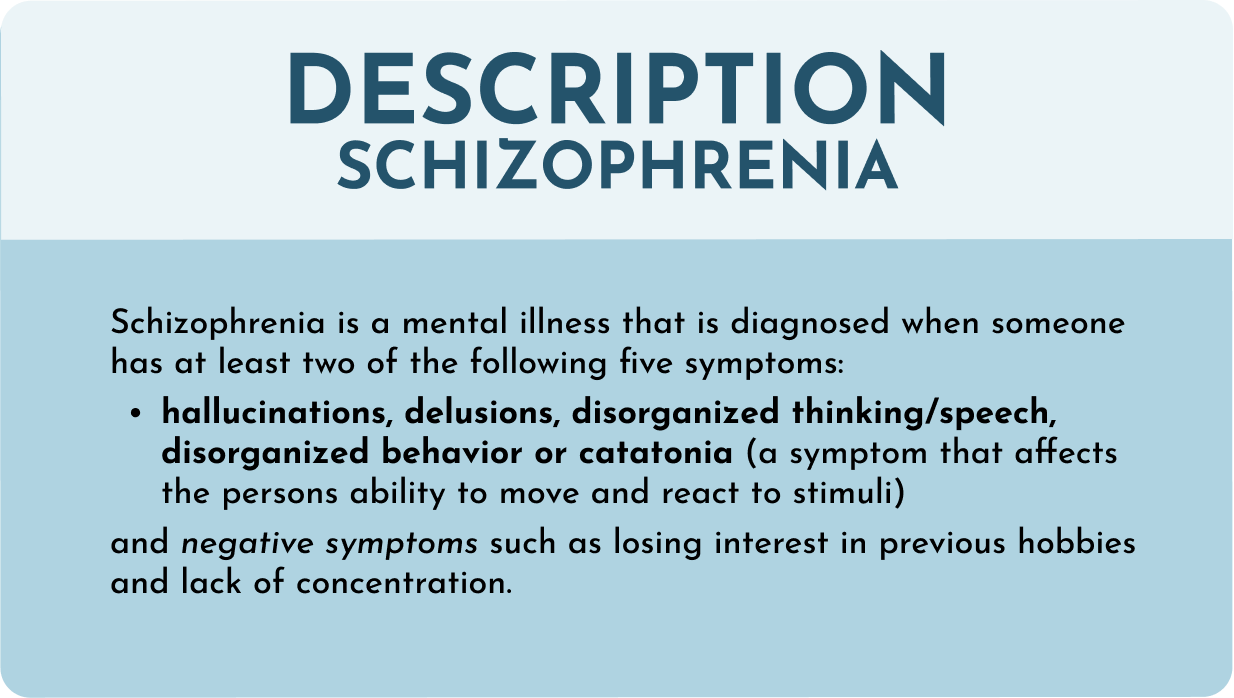 DESCRIPTION
SCHIZOPHRENIA
Schizophrenia is a mental illness that is diagnosed when someone
has at least two of the following five symptoms:
• hallucinations, delusions, disorganized thinking/speech,
disorganized behavior or catatonia (a symptom that affects
the persons ability to move and react to stimuli)
and negative symptoms such as losing interest in previous hobbies
and lack of concentration.